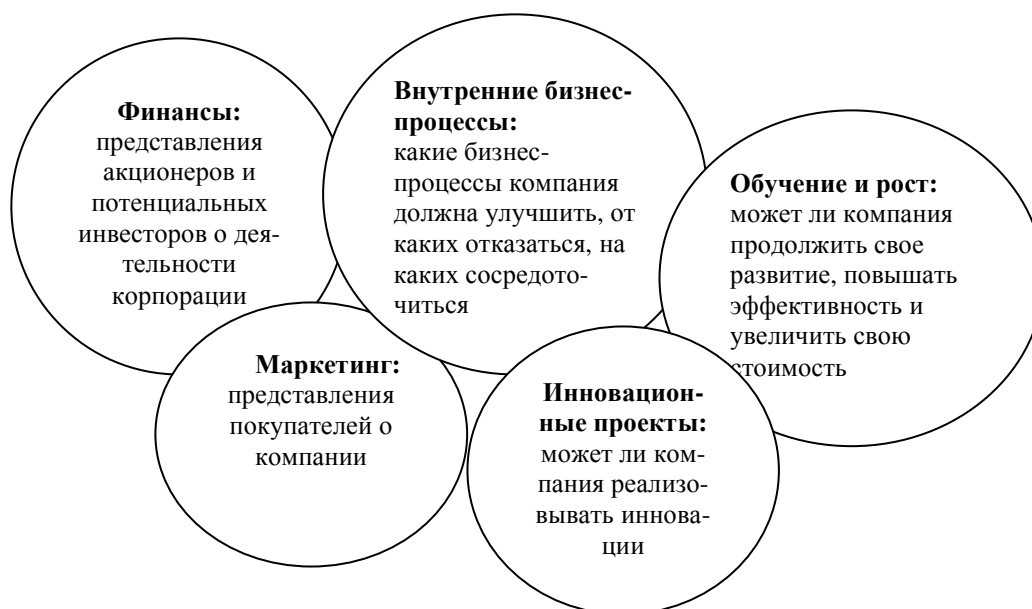 Финансы:
представления
акционеров и
потенциальных
инвесторов о дея-
тельности
корпорации
Внутренние бизнес-
процессы:
какие бизнес-
процессы компания
должна улучшить, от
каких отказаться, на
каких сосредото-
читься
Обучение и рост:
может ли компания
продолжить свое
развитие, повышать
эффективность и
увеличить свою
стоимость
Маркетинг:
представления
покупателей о
компании
Инновацион-
ные проекты:
может ли ком-
пания реализо-
вывать иннова-
ции